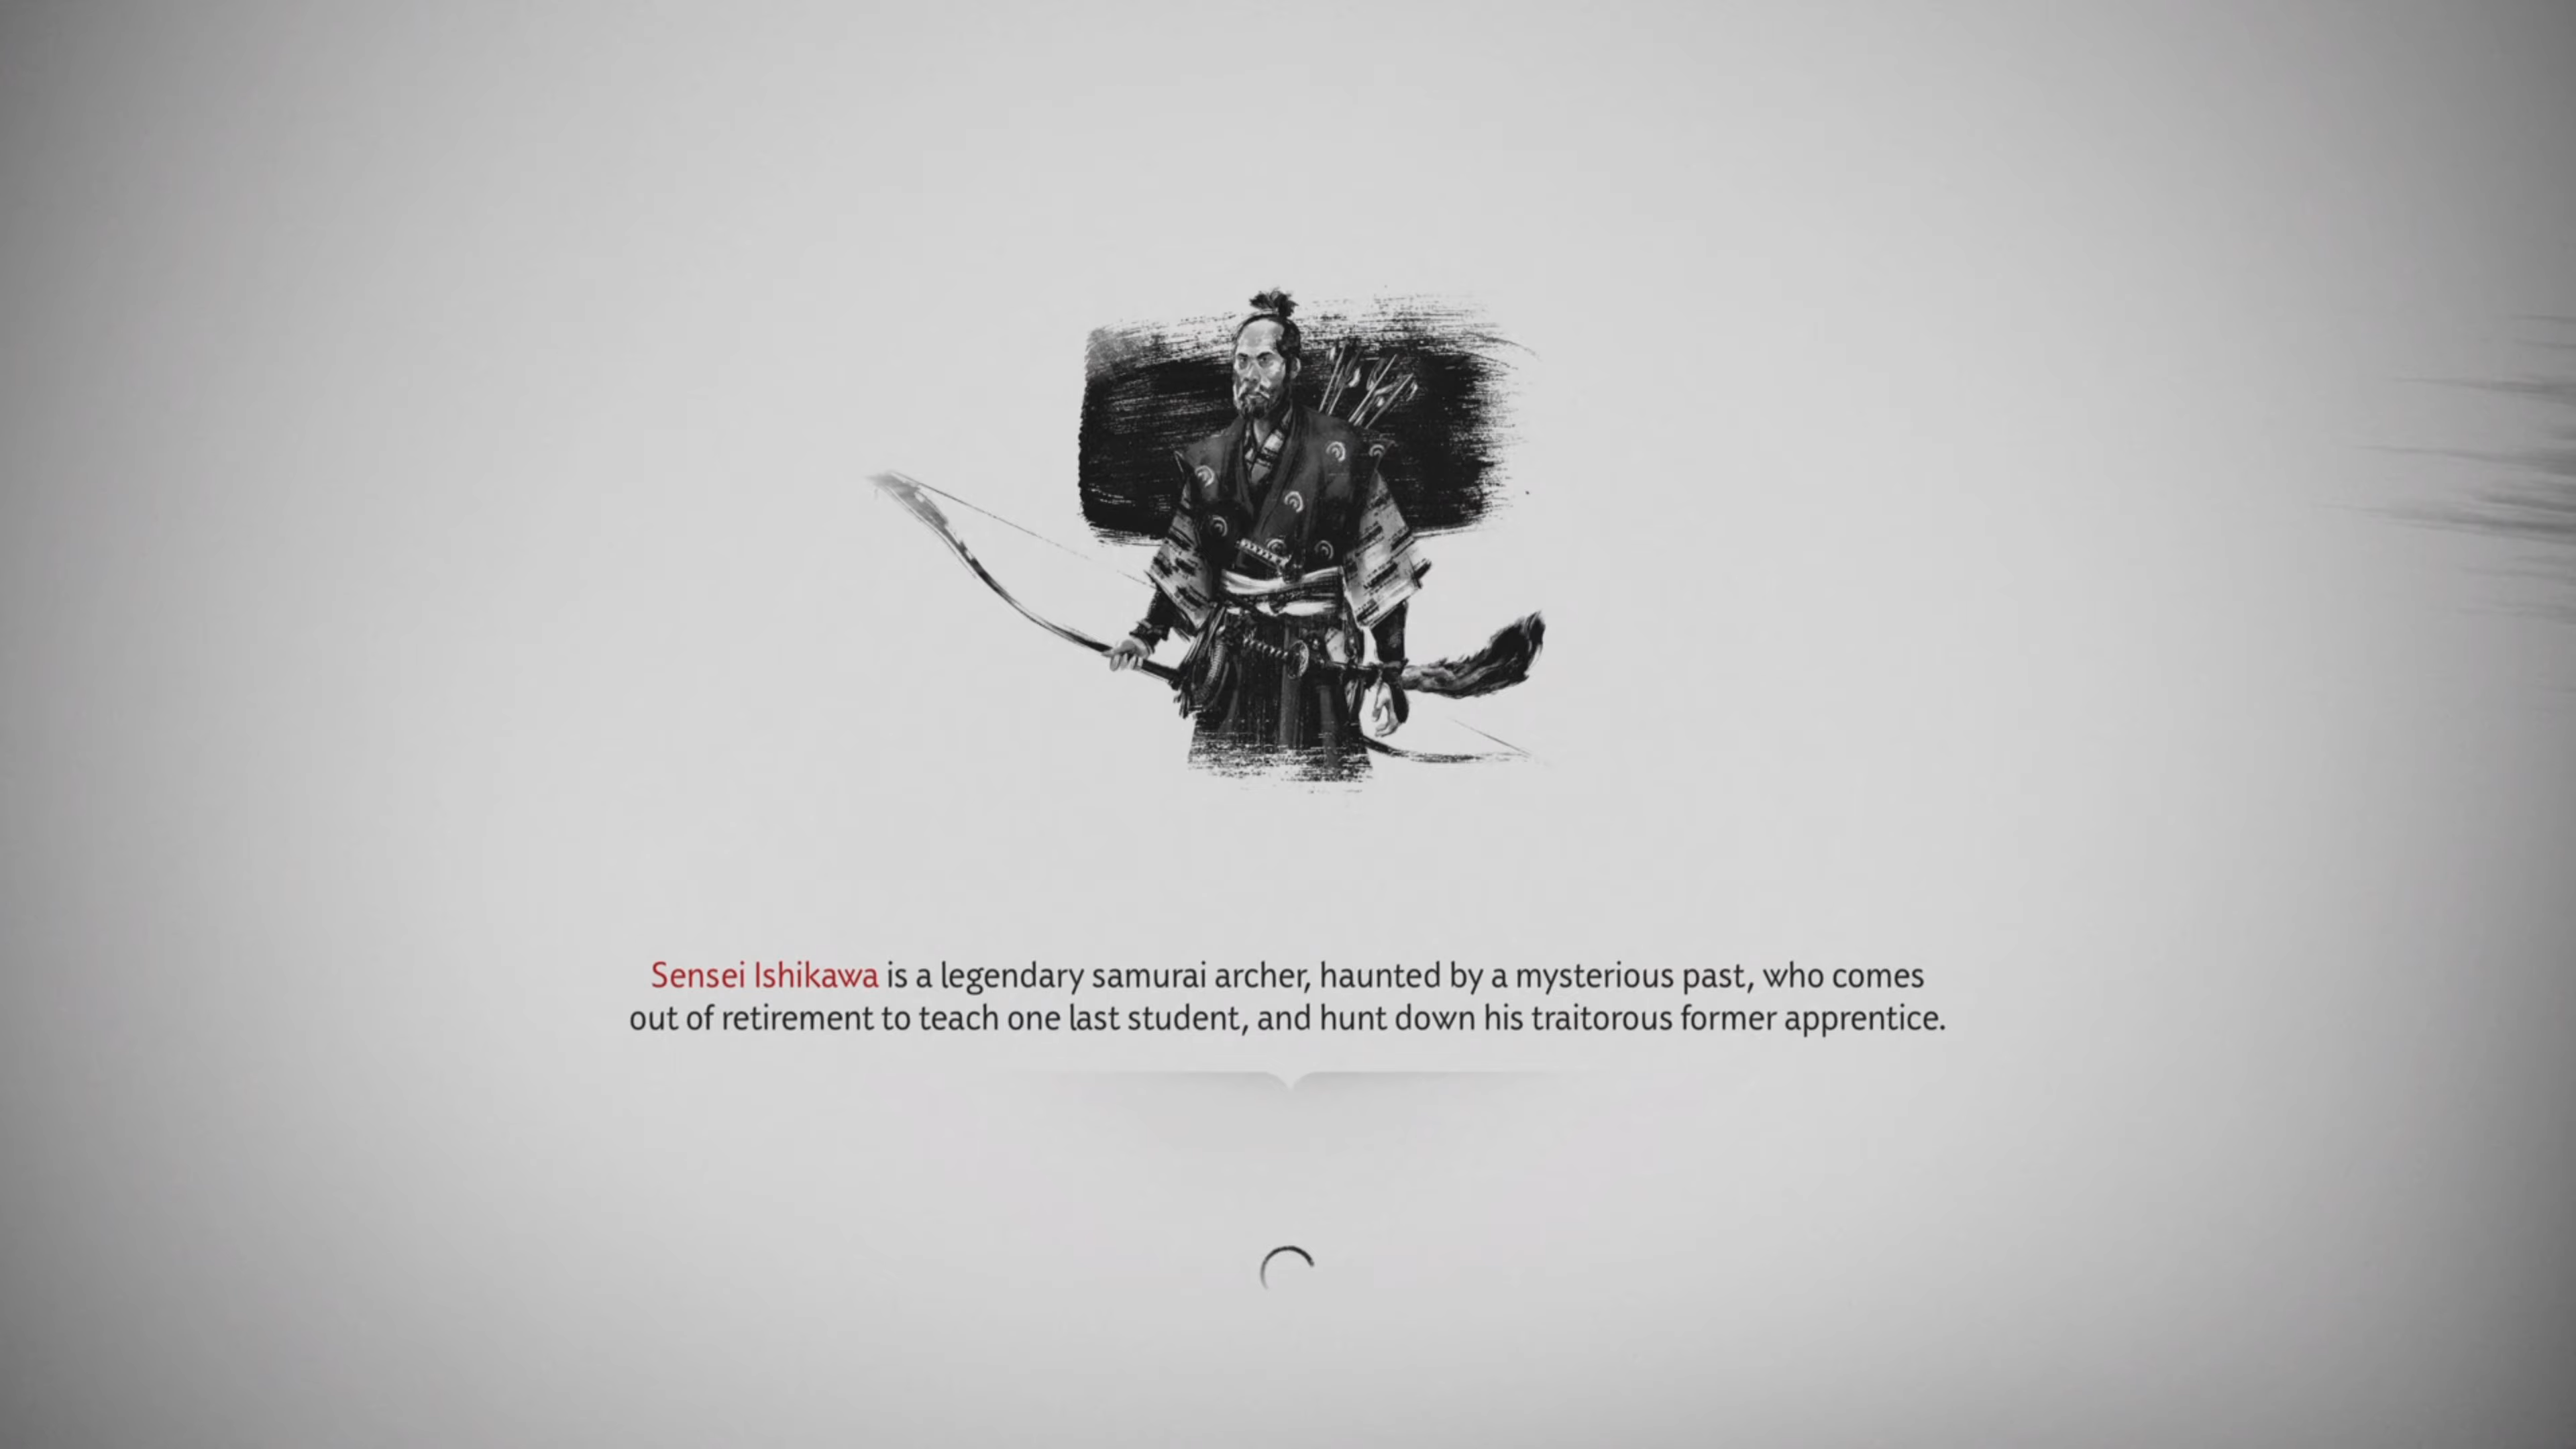 Sensei Ishikawa is a legendary samurai archer, haunted by a mysterious past, who comes
out of retirement to teach one last student, and hunt down his traitorous former apprentice.